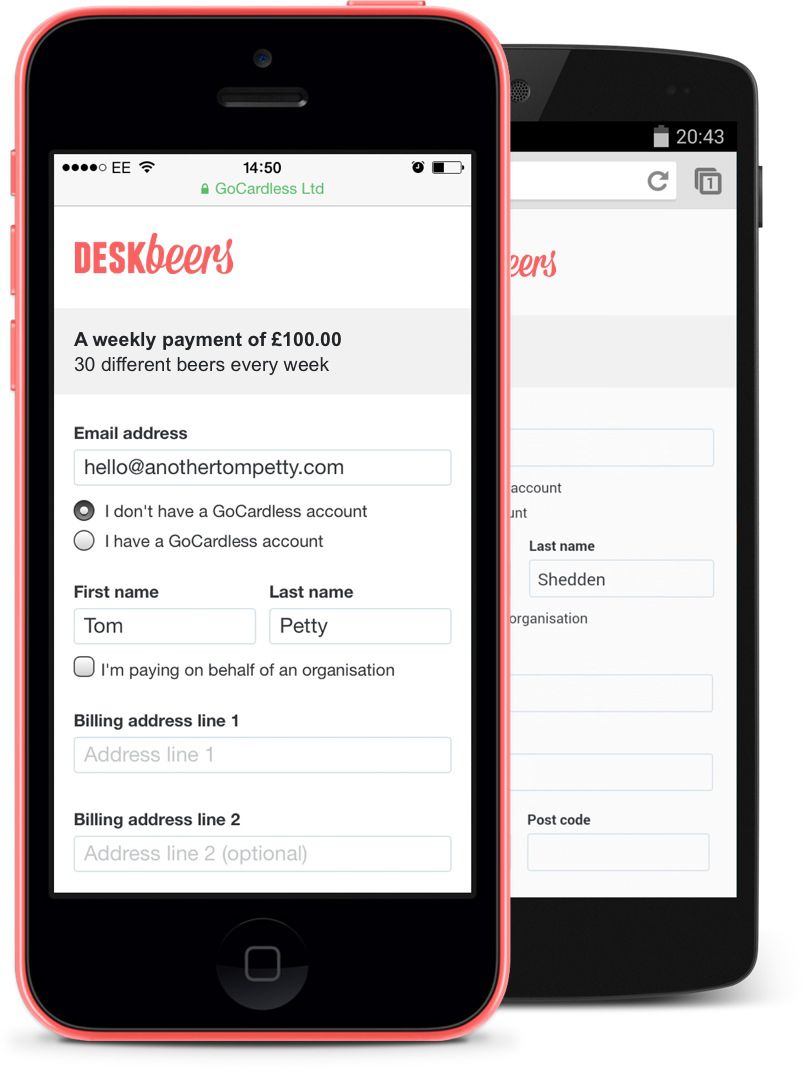 EE
14:50
GoCardless Ltd
DESKbeers
A weekly payment of £100.00
30 different beers every week
Email address
hello@anothertompetty.com
I don't have a GoCardless account
I have a GoCardless account
First name
Last name
Tom
Petty
I'm paying on behalf of an organisation
Billing address line 1
Address line 1
Billing address line 2
Address line 2 (optional)
20:43
1
eers
account
unt
Last name
Shedden
organisation
Post code